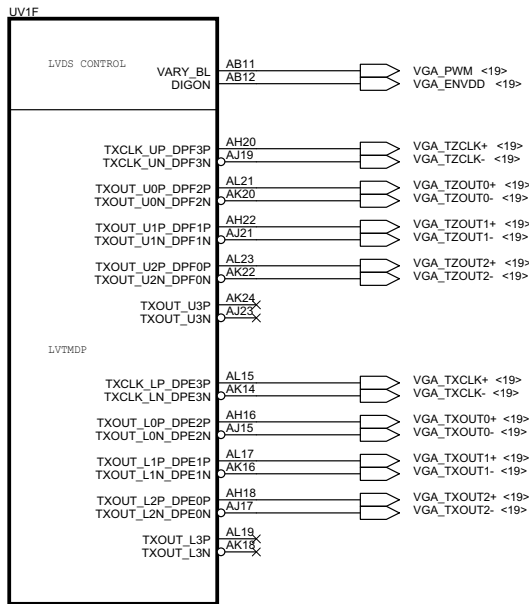 UV1F
LVDS CONTROL
VARY_BL AB11 VGA_PWM <19>
DIGON AB12 VGA_ENVDD <19>
TXCLK_UP_DPF3P AH20 VGA_TZCLK+ <19>
TXCLK_UN_DPF3N AJ19 VGA_TZCLK- <19>
TXOUT_U0P_DPF2P AL21 VGA_TZOUT0+ <19>
TXOUT_U0N_DPF2N AK20 VGA_TZOUT0- <19>
TXOUT_U1P_DPF1P AH22 VGA_TZOUT1+ <19>
TXOUT_U1N_DPF1N AJ21 VGA_TZOUT1- <19>
TXOUT_U2P_DPF0P AL23 VGA_TZOUT2+ <19>
TXOUT_U2N_DPF0N AK22 VGA_TZOUT2- <19>
TXOUT_U3P AK24
TXOUT_U3N AJ23
LVTMDP
TXCLK_LP_DPE3P AL15 VGA_TXCLK+ <19>
TXCLK_LN_DPE3N AK14 VGA_TXCLK- <19>
TXOUT_L0P_DPE2P AH16 VGA_TXOUT0+ <19>
TXOUT_L0N_DPE2N AJ15 VGA_TXOUT0- <19>
TXOUT_L1P_DPE1P AL17 VGA_TXOUT1+ <19>
TXOUT_L1N_DPE1N AK16 VGA_TXOUT1- <19>
TXOUT_L2P_DPE0P AH18 VGA_TXOUT2+ <19>
TXOUT_L2N_DPE0N AJ17 VGA_TXOUT2- <19>
TXOUT_L3P AL19
TXOUT_L3N AK18